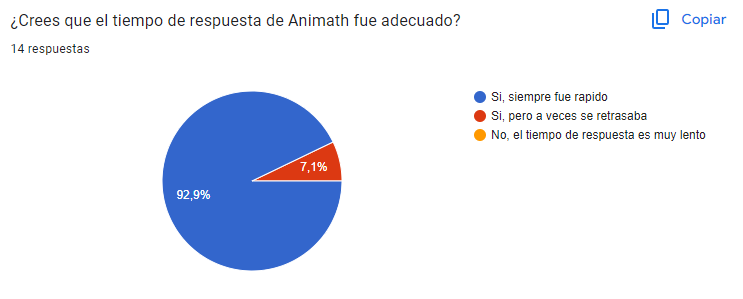 ¿Crees que el tiempo de respuesta de Animath fue adecuado?
Copiar
14 respuestas
Si, siempre fue rapido
Si, pero a veces se retrasaba
No, el tiempo de respuesta es muy lento
7,1%
92,9%